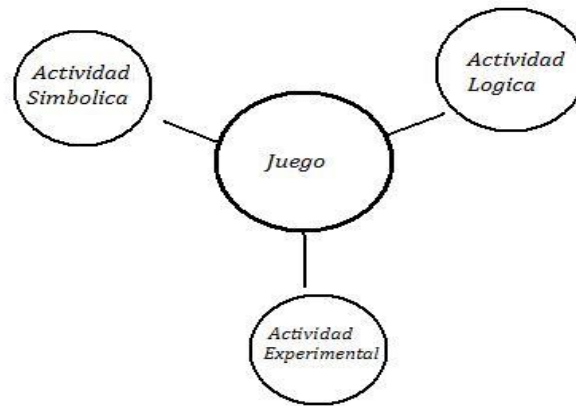 Actividad
Simbolica
Actividad
Logica
Juego
Actividad
Experimental